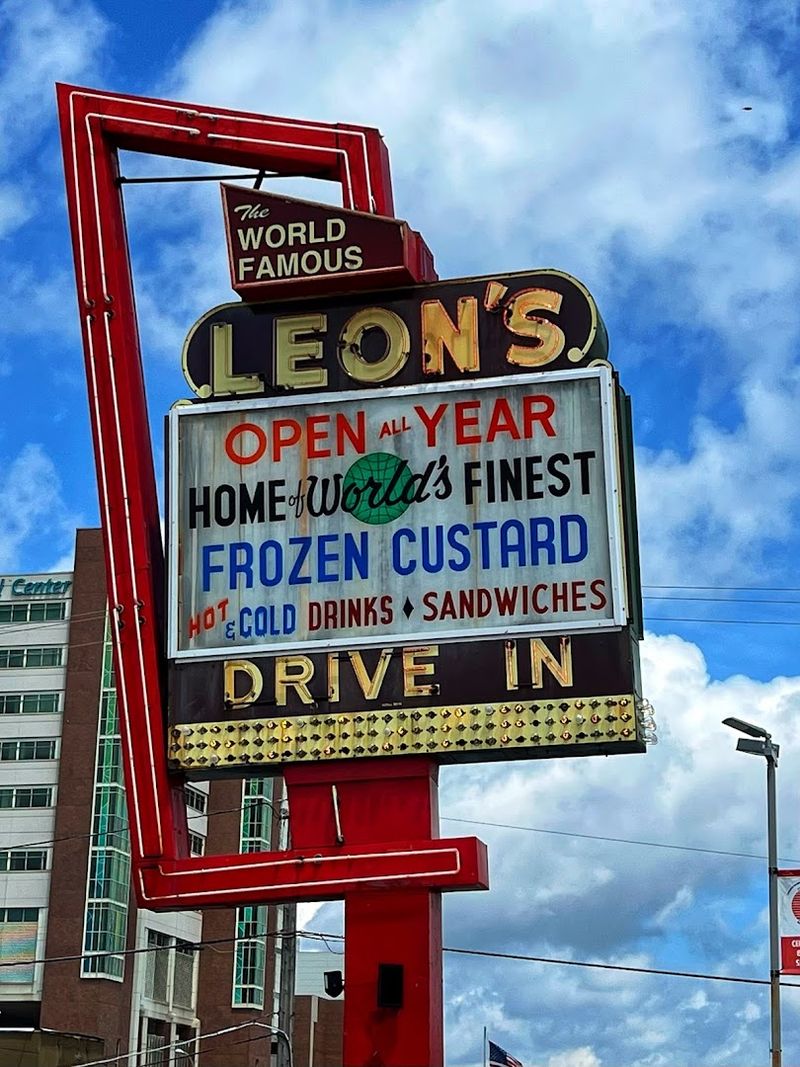 The
WORLD
FAMOUS
LEON'S
OPEN ALL YEAR
HOME of World's FINEST
FROZEN CUSTARD
HOT & COLD DRINKS ♦ SANDWICHES
DRIVE IN
Center